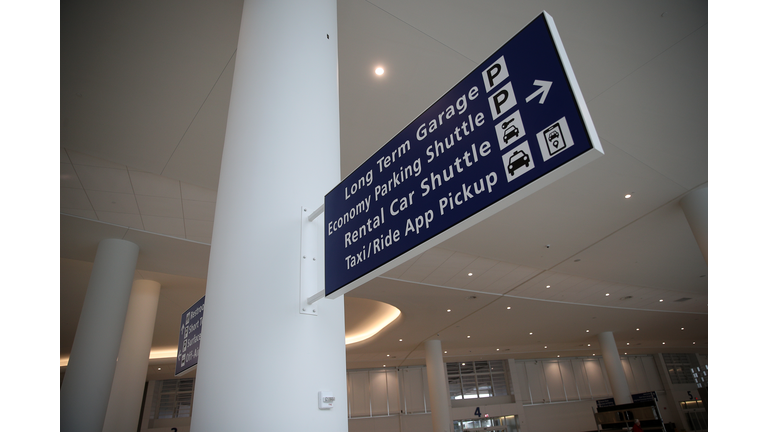 Long Term Garage P
Economy Parking Shuttle P
Rental Car Shuttle
Taxi/Ride App Pickup
4